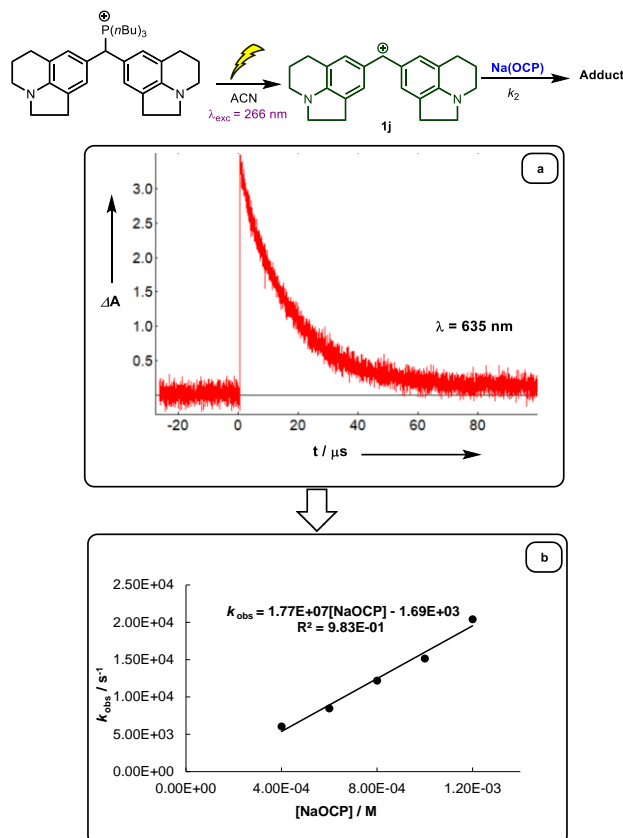 ⊕
P(nBu)₃
N
N
ACN
λexc = 266 nm
⊕
N
N
1j
Na(OCP)
k₂
Adduct
a
3.0
2.5
2.0
1.5
1.0
0.5
ΔA
λ = 635 nm
-20 0 20 40 60 80
t / μs
b
2.50E+04
2.00E+04
1.50E+04
1.00E+04
5.00E+03
0.00E+00
kobs / s⁻¹
kobs = 1.77E+07[NaOCP] - 1.69E+03
R² = 9.83E-01
0.00E+00 4.00E-04 8.00E-04 1.20E-03
[NaOCP] / M